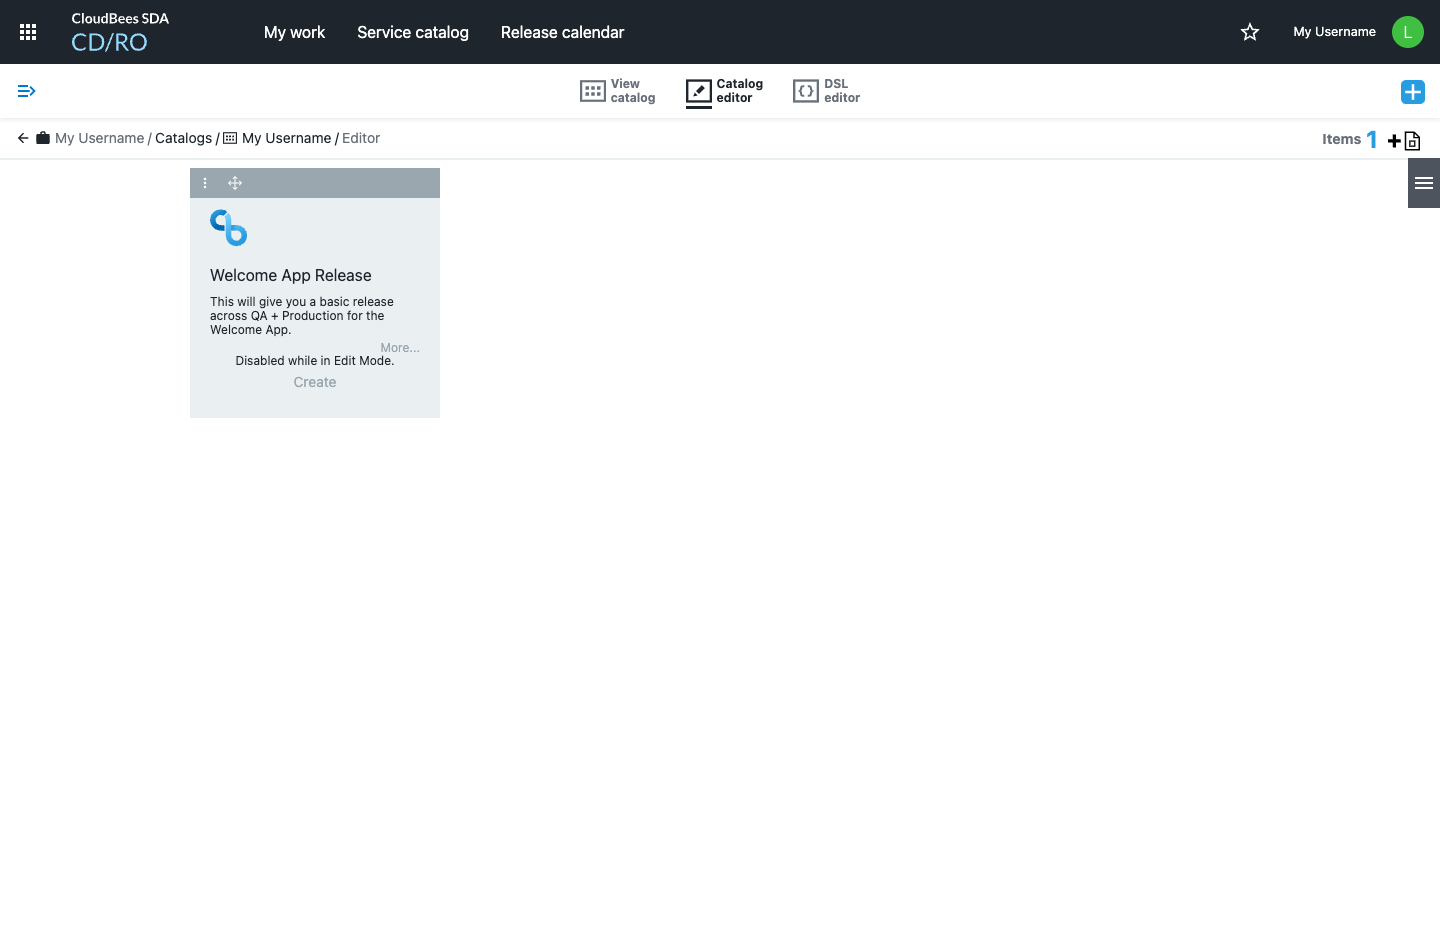 CloudBees SDA
CD/RO
My work
Service catalog
Release calendar
My Username
L
View
catalog
Catalog
editor
DSL
editor
My Username / Catalogs / My Username / Editor
Items 1
Welcome App Release
This will give you a basic release
across QA + Production for the
Welcome App.
More...
Disabled while in Edit Mode.
Create